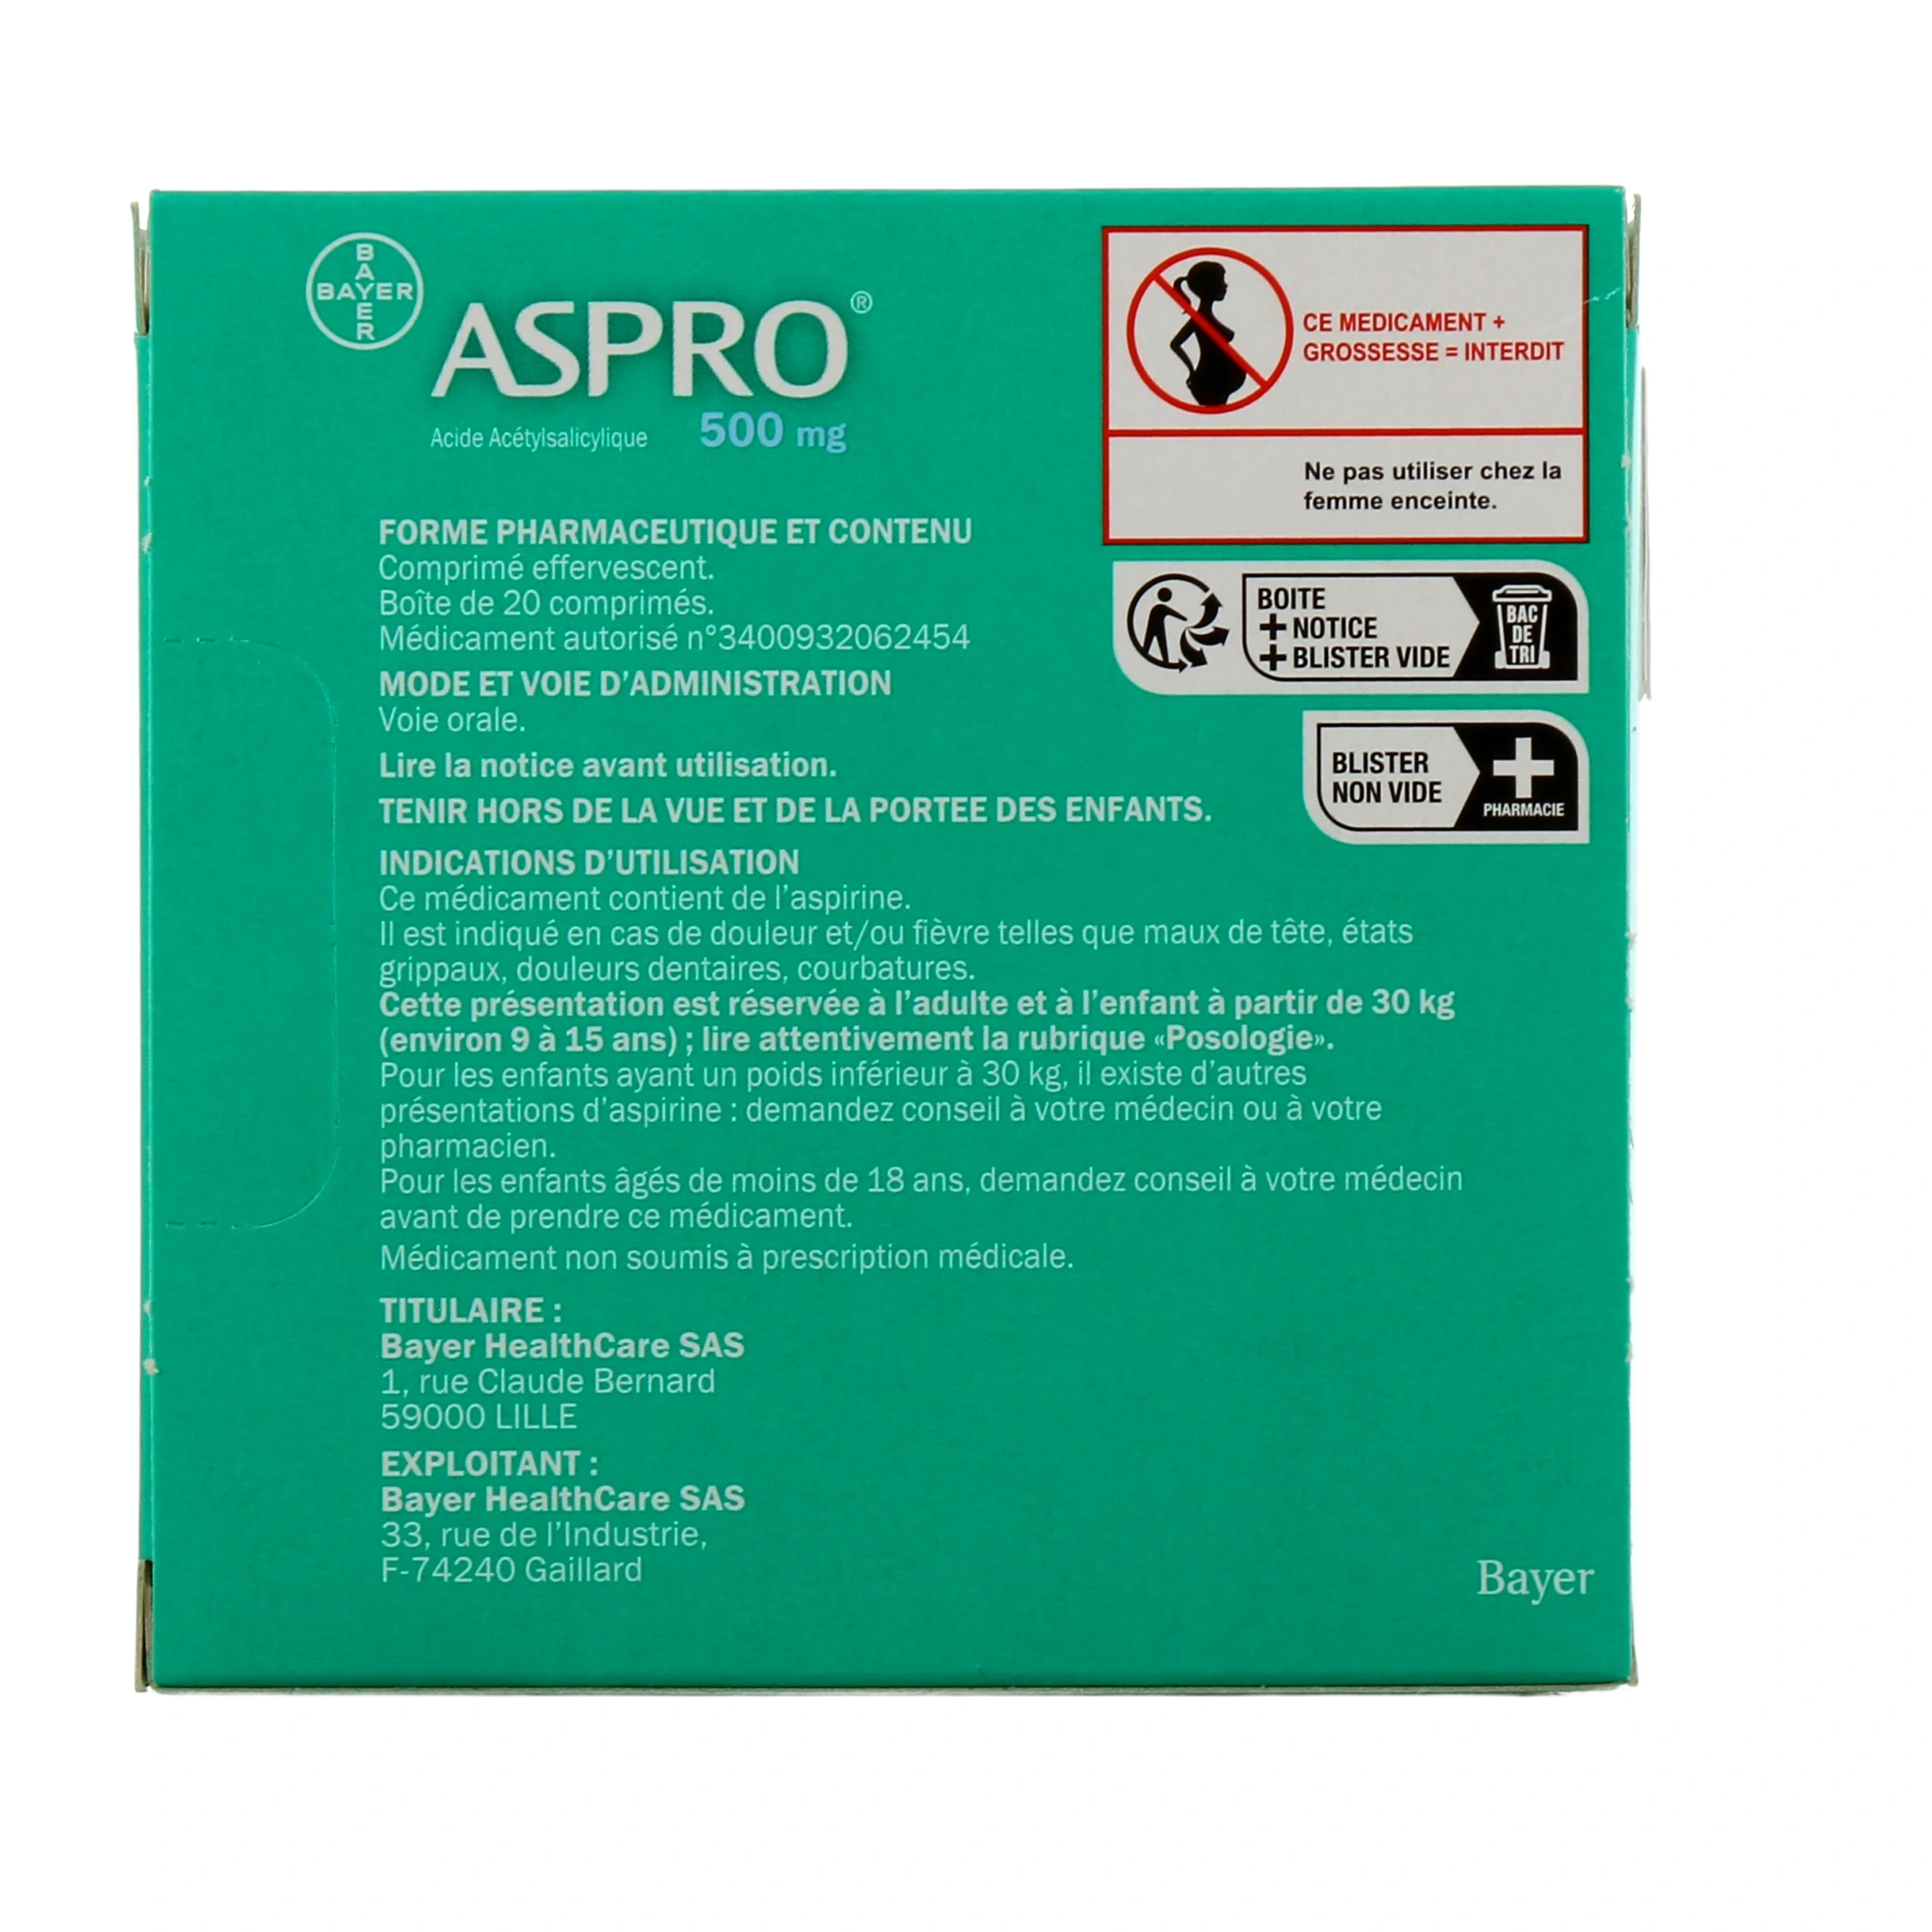 BAYER
BAYER
ASPRO®
Acide Acétylsalicylique 500 mg
CE MEDICAMENT +
GROSSESSE = INTERDIT
Ne pas utiliser chez la
femme enceinte.
FORME PHARMACEUTIQUE ET CONTENU
Comprimé effervescent.
Boîte de 20 comprimés.
Médicament autorisé n°3400932062454
MODE ET VOIE D'ADMINISTRATION
Voie orale.
Lire la notice avant utilisation.
TENIR HORS DE LA VUE ET DE LA PORTEE DES ENFANTS.
BOITE
+ NOTICE
+ BLISTER VIDE
BAC
DE
TRI
BLISTER
NON VIDE
PHARMACIE
INDICATIONS D'UTILISATION
Ce médicament contient de l'aspirine.
Il est indiqué en cas de douleur et/ou fièvre telles que maux de tête, états
grippaux, douleurs dentaires, courbatures.
Cette présentation est réservée à l'adulte et à l'enfant à partir de 30 kg
(environ 9 à 15 ans) ; lire attentivement la rubrique «Posologie».
Pour les enfants ayant un poids inférieur à 30 kg, il existe d'autres
présentations d'aspirine : demandez conseil à votre médecin ou à votre
pharmacien.
Pour les enfants âgés de moins de 18 ans, demandez conseil à votre médecin
avant de prendre ce médicament.
Médicament non soumis à prescription médicale.
TITULAIRE :
Bayer HealthCare SAS
1, rue Claude Bernard
59000 LILLE
EXPLOITANT :
Bayer HealthCare SAS
33, rue de l'Industrie,
F-74240 Gaillard
Bayer